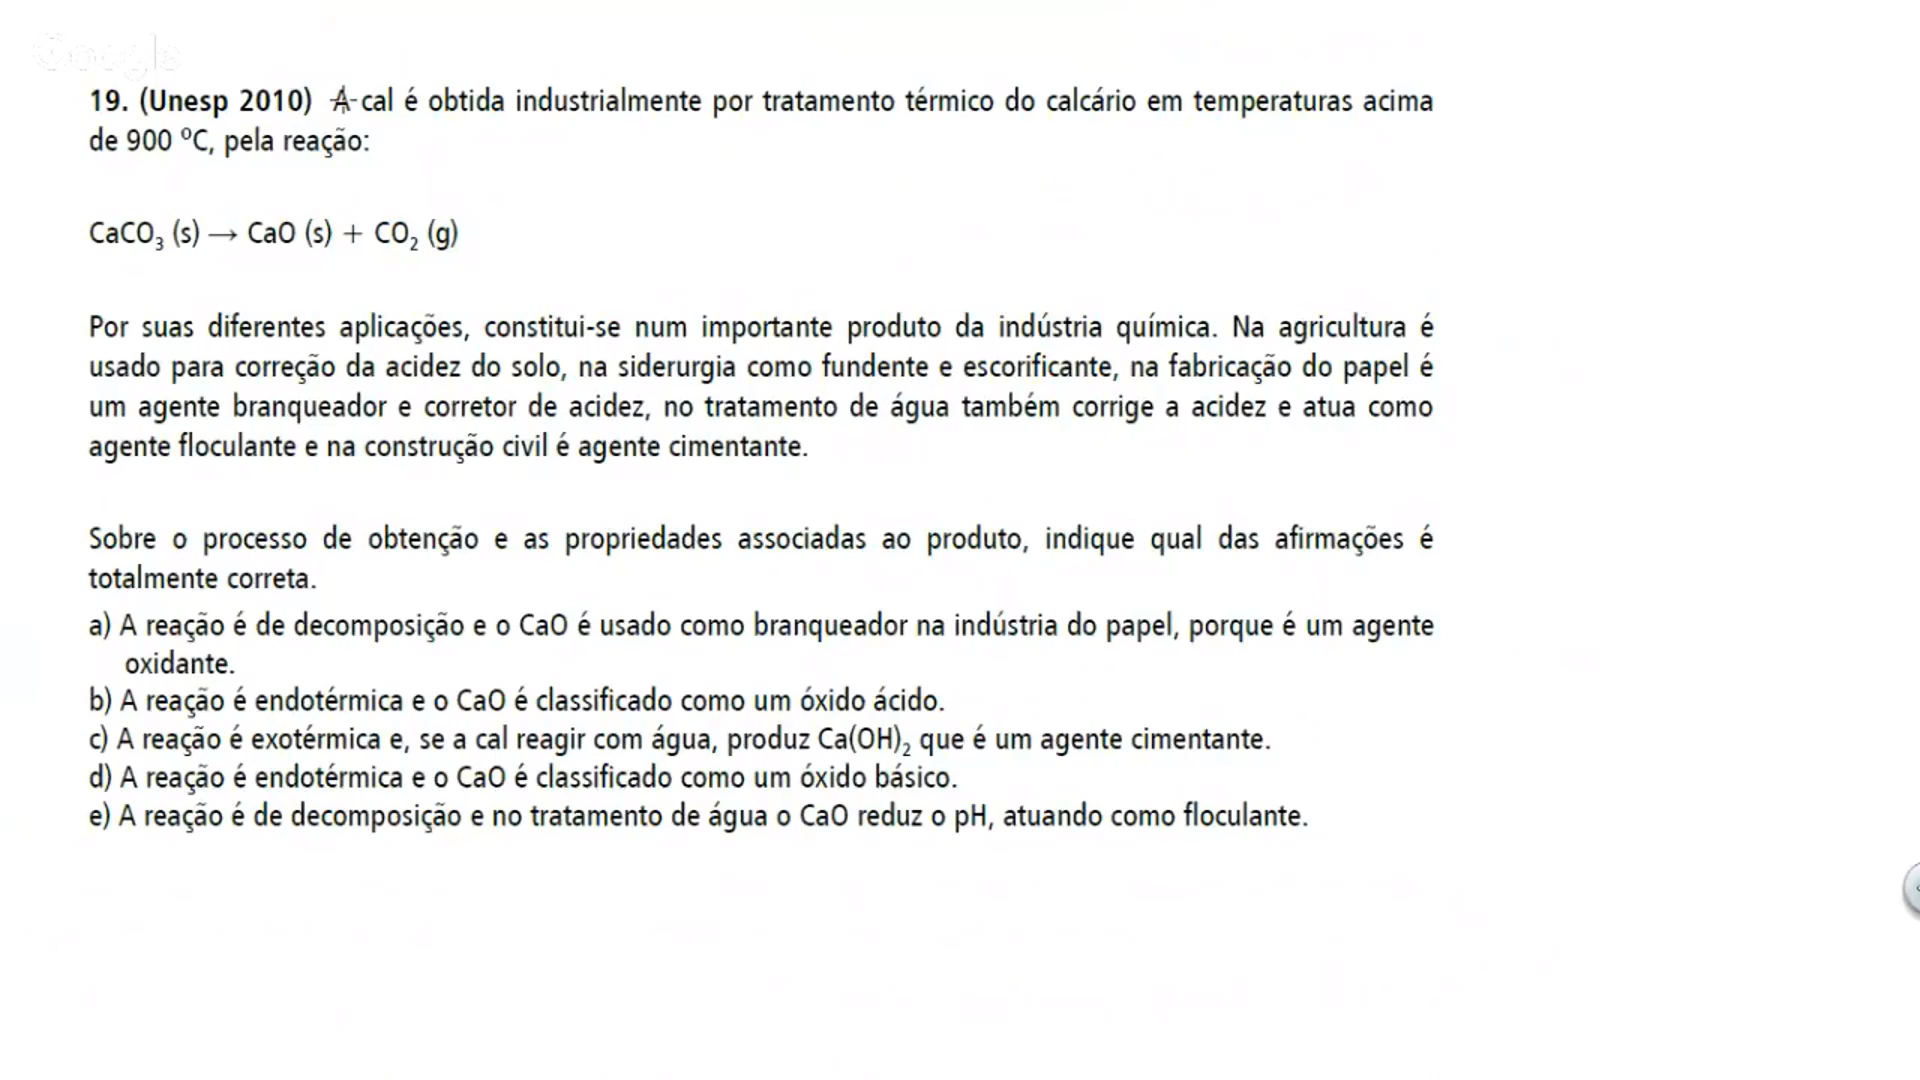 Google
19. (Unesp 2010) A cal é obtida industrialmente por tratamento térmico do calcário em temperaturas acima
de 900 ºC, pela reação:
CaCO₃ (s) → CaO (s) + CO₂ (g)
Por suas diferentes aplicações, constitui-se num importante produto da indústria química. Na agricultura é
usado para correção da acidez do solo, na siderurgia como fundente e escorificante, na fabricação do papel é
um agente branqueador e corretor de acidez, no tratamento de água também corrige a acidez e atua como
agente floculante e na construção civil é agente cimentante.
Sobre o processo de obtenção e as propriedades associadas ao produto, indique qual das afirmações é
totalmente correta.
a) A reação é de decomposição e o CaO é usado como branqueador na indústria do papel, porque é um agente
oxidante.
b) A reação é endotérmica e o CaO é classificado como um óxido ácido.
c) A reação é exotérmica e, se a cal reagir com água, produz Ca(OH)₂ que é um agente cimentante.
d) A reação é endotérmica e o CaO é classificado como um óxido básico.
e) A reação é de decomposição e no tratamento de água o CaO reduz o pH, atuando como floculante.